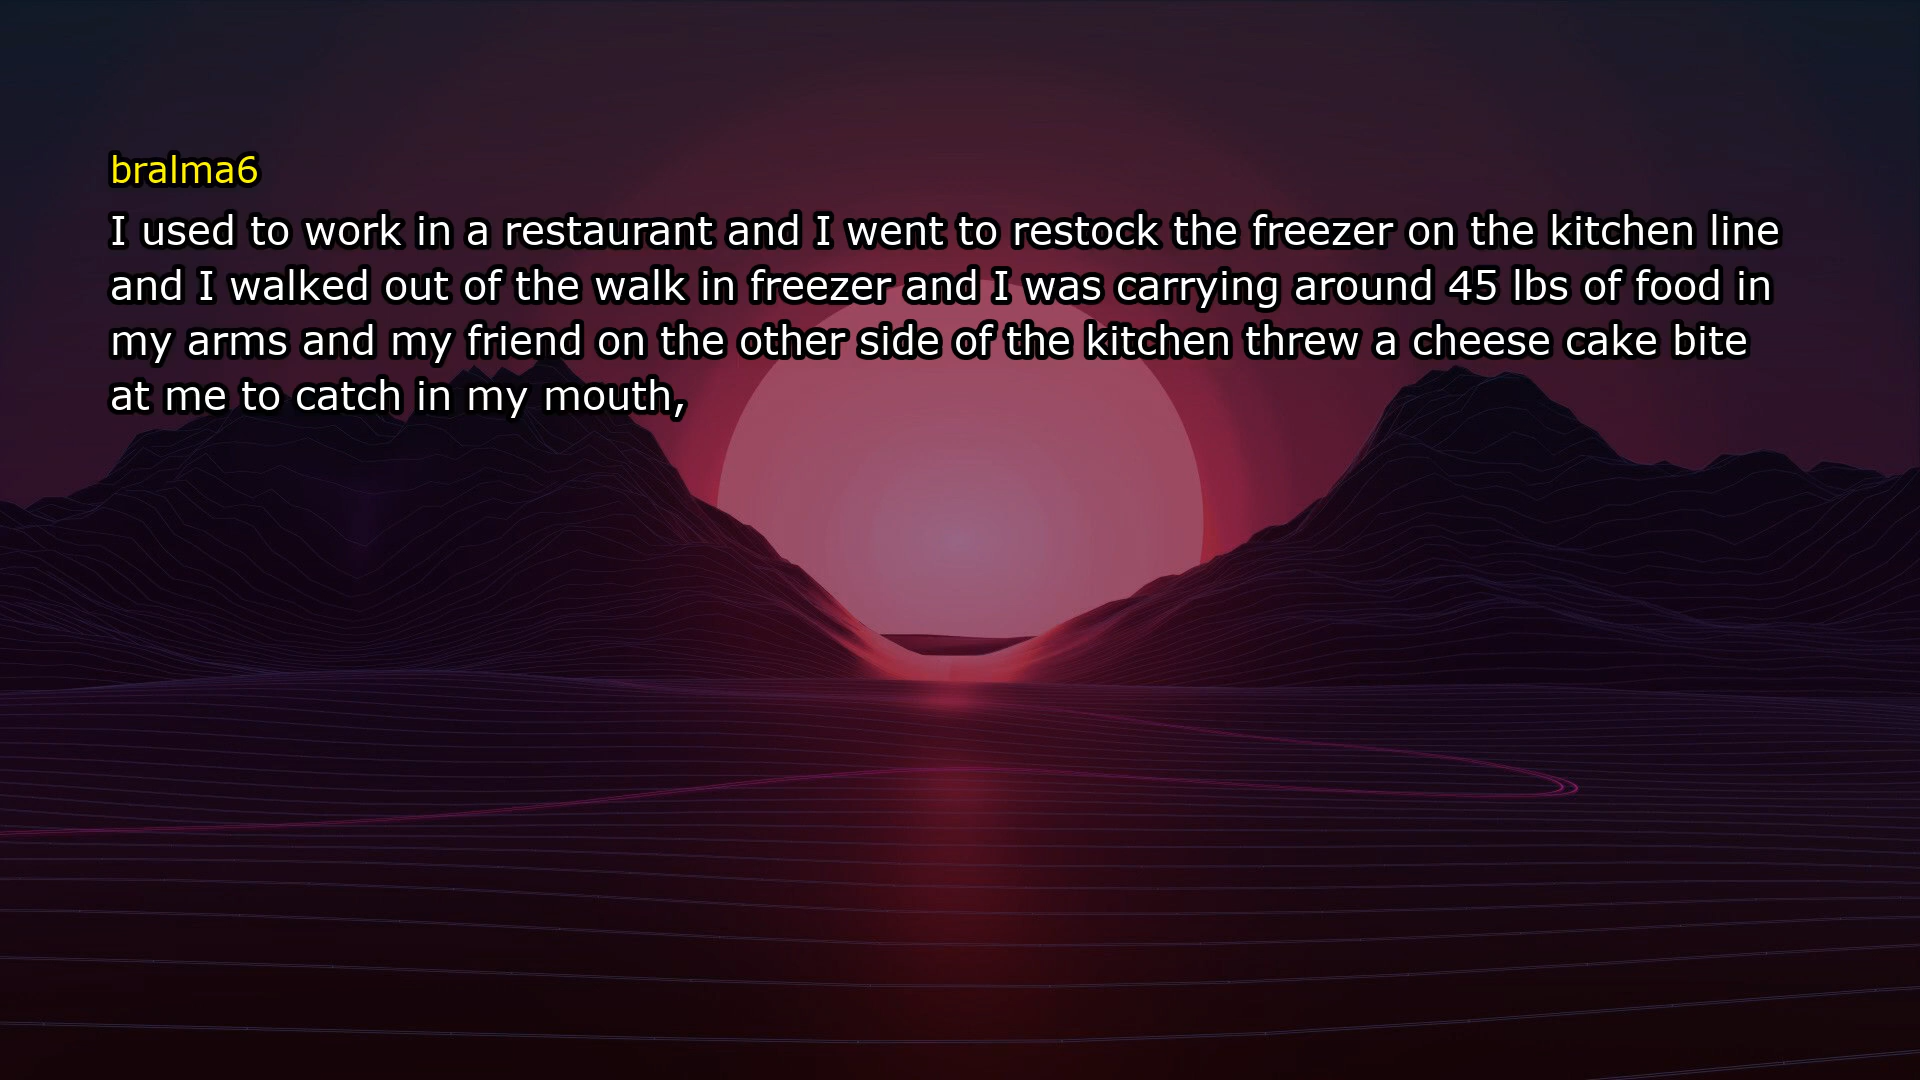 bralma6
I used to work in a restaurant and I went to restock the freezer on the kitchen line
and I walked out of the walk in freezer and I was carrying around 45 lbs of food in
my arms and my friend on the other side of the kitchen threw a cheese cake bite
at me to catch in my mouth,